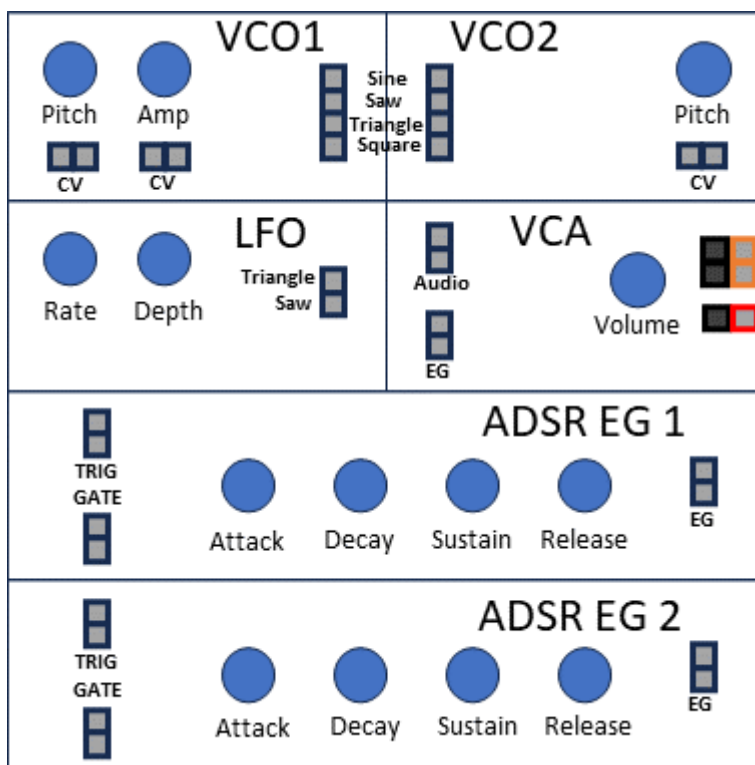 VCO1
VCO2
Pitch
Amp
CV
CV
Sine
Saw
Triangle
Square
Pitch
CV
LFO
Rate
Depth
Triangle
Saw
VCA
Audio
EG
Volume
ADSR EG 1
TRIG
GATE
Attack
Decay
Sustain
Release
EG
ADSR EG 2
TRIG
GATE
Attack
Decay
Sustain
Release
EG